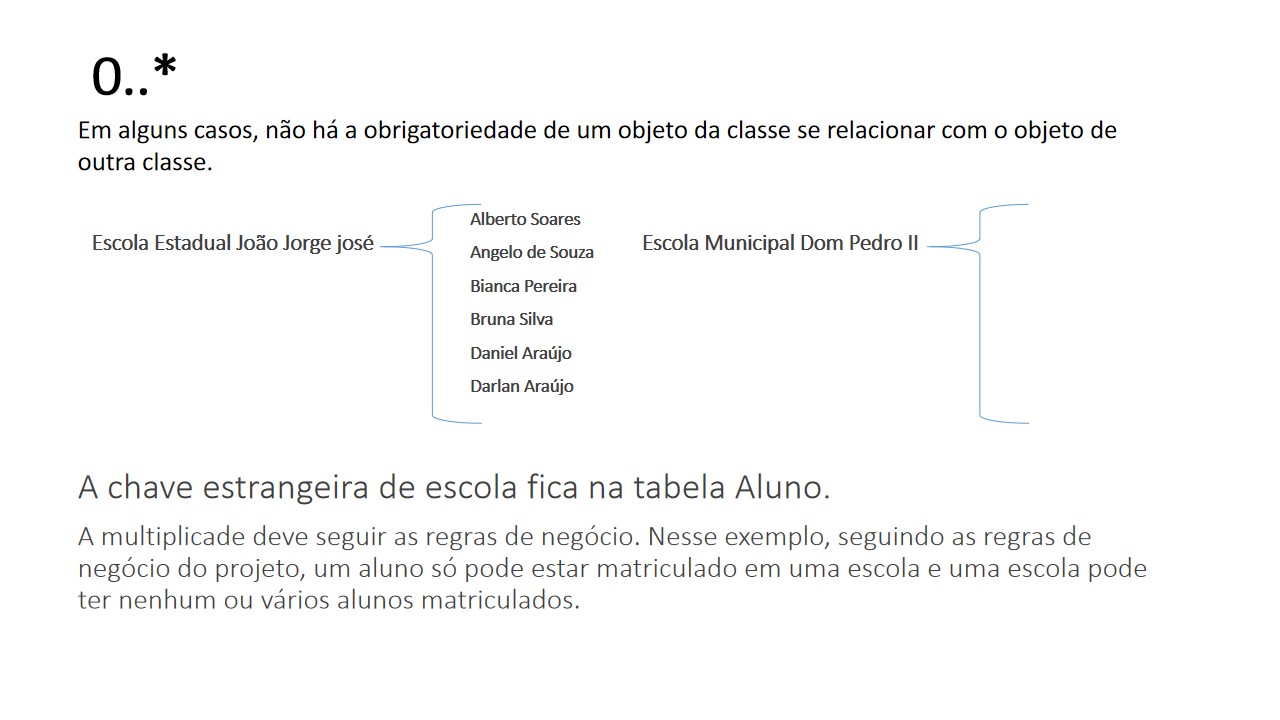 0..*
Em alguns casos, não há a obrigatoriedade de um objeto da classe se relacionar com o objeto de
outra classe.
Escola Estadual João Jorge josé
Alberto Soares
Angelo de Souza
Bianca Pereira
Bruna Silva
Daniel Araújo
Darlan Araújo
Escola Municipal Dom Pedro II
A chave estrangeira de escola fica na tabela Aluno.
A multiplicade deve seguir as regras de negócio. Nesse exemplo, seguindo as regras de
negócio do projeto, um aluno só pode estar matriculado em uma escola e uma escola pode
ter nenhum ou vários alunos matriculados.